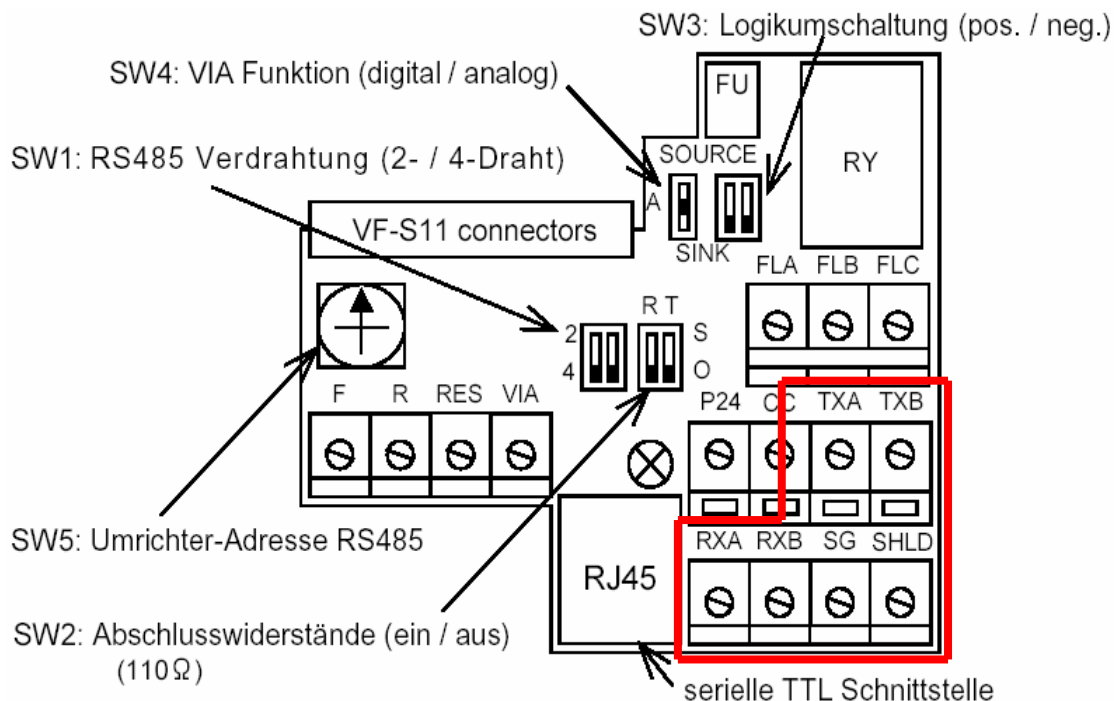 SW3: Logikumschaltung (pos. / neg.)
SW4: VIA Funktion (digital / analog)
FU
SW1: RS485 Verdrahtung (2- / 4-Draht)
SOURCE
RY
A
VF-S11 connectors
SINK
FLA FLB FLC
R T
2 S
4 O
F R RES VIA
P24 CC TXA TXB
SW5: Umrichter-Adresse RS485
RXA RXB SG SHLD
RJ45
SW2: Abschlusswiderstände (ein / aus)
(110Ω)
serielle TTL Schnittstelle